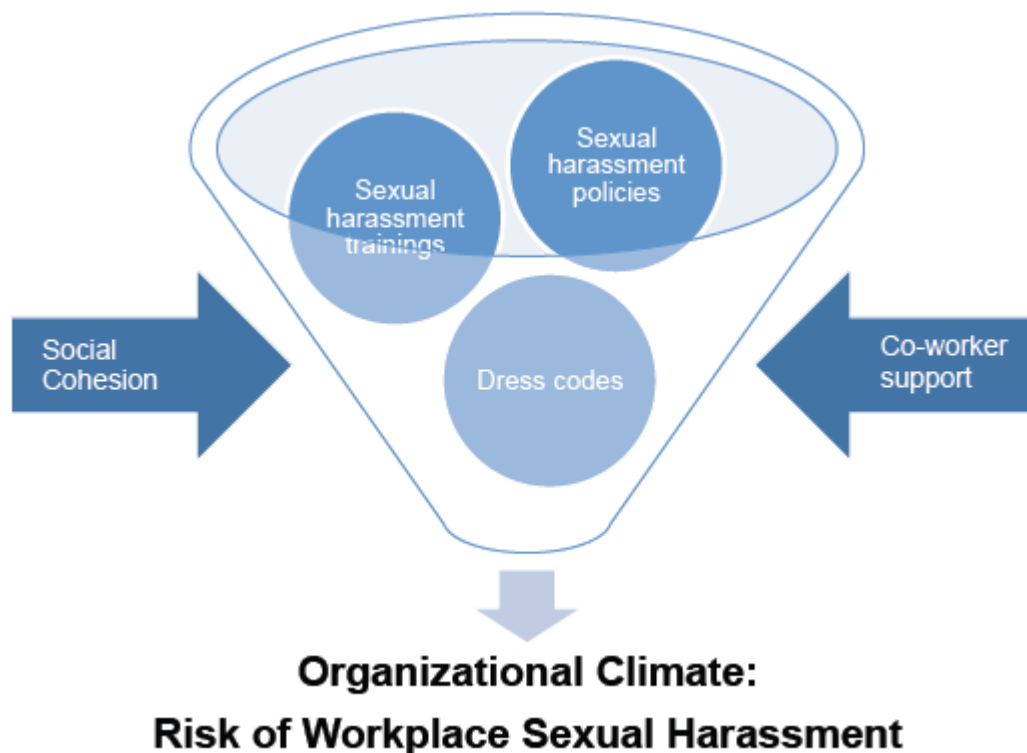 Sexual
harassment
policies
Sexual
harassment
trainings
Social
Cohesion
Co-worker
support
Dress codes
Organizational Climate:
Risk of Workplace Sexual Harassment